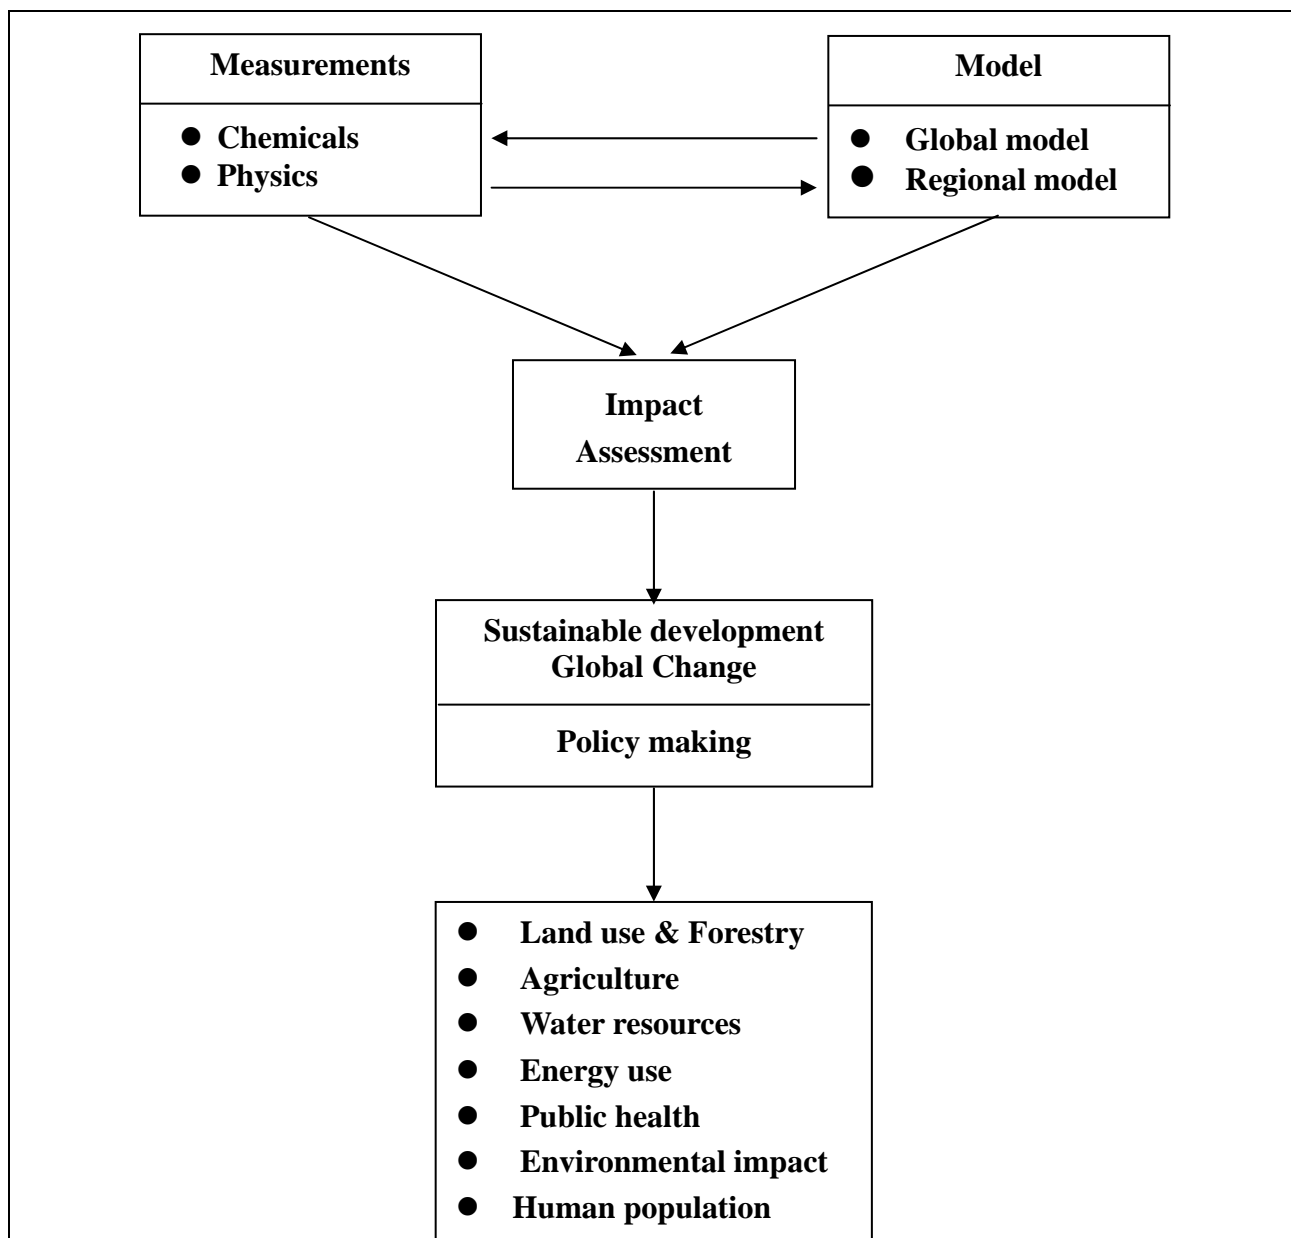 Measurements
● Chemicals
● Physics
Model
● Global model
● Regional model
Impact
Assessment
Sustainable development
Global Change
Policy making
● Land use & Forestry
● Agriculture
● Water resources
● Energy use
● Public health
● Environmental impact
● Human population